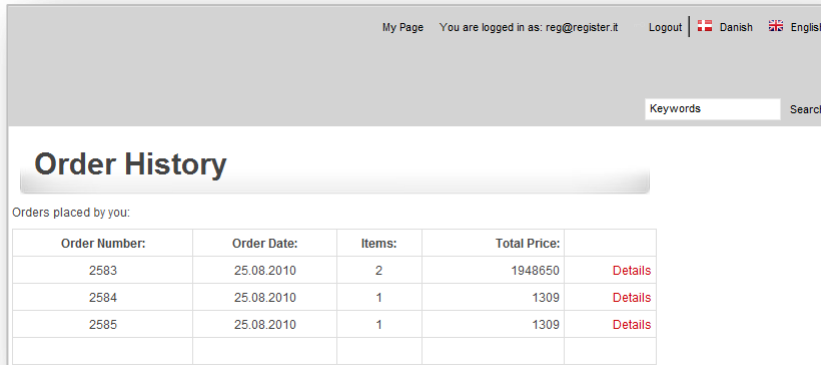 My Page You are logged in as: reg@register.it Logout Danish English
Keywords Search
Order History
Orders placed by you:
Order Number: Order Date: Items: Total Price:
2583 25.08.2010 2 1948650 Details
2584 25.08.2010 1 1309 Details
2585 25.08.2010 1 1309 Details